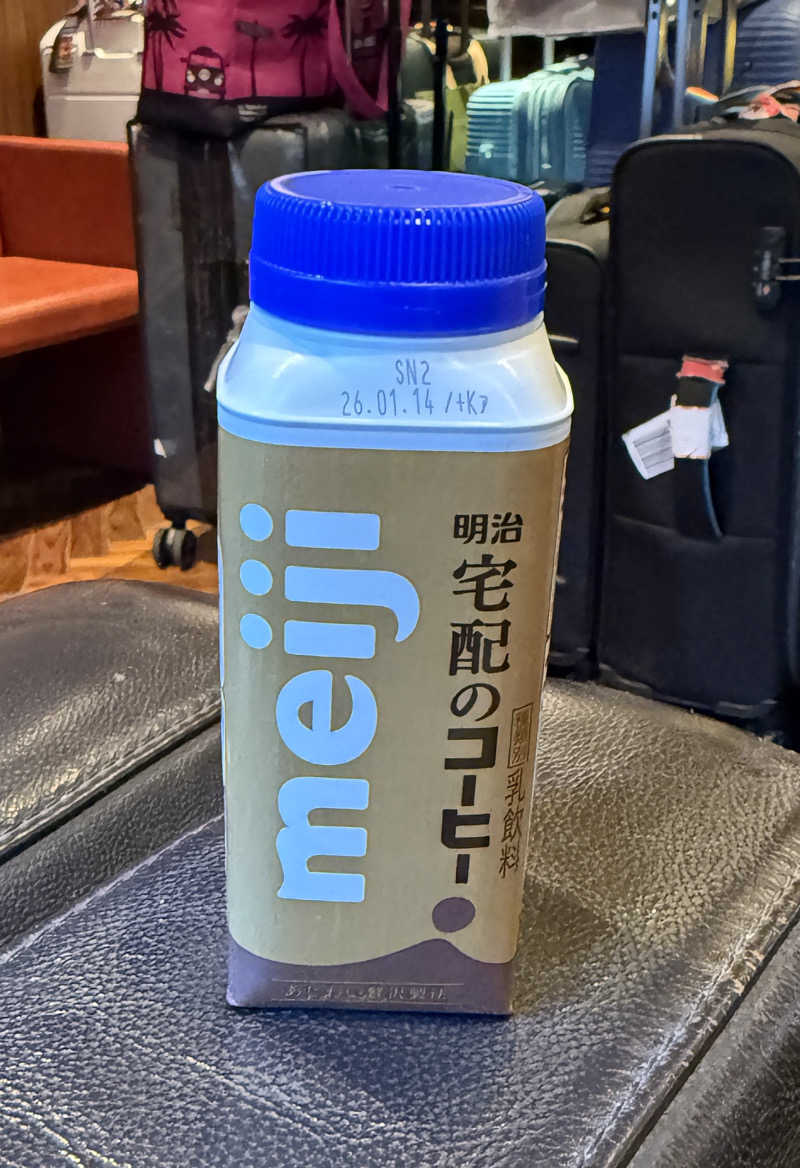 SN2
26.01.14 /+K7
meiji
明治
宅配のコーヒー
種類別 乳飲料